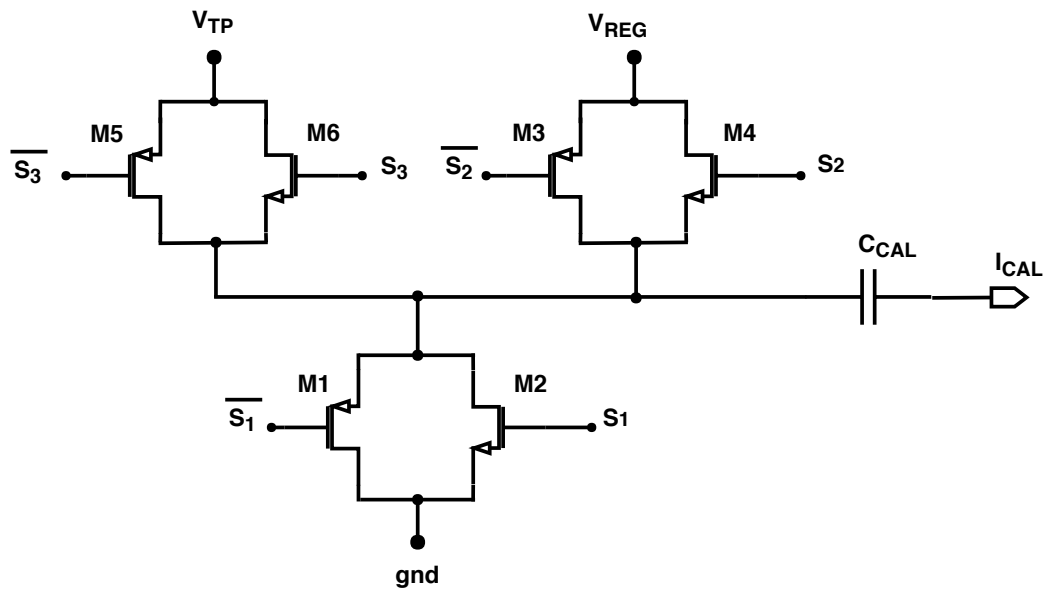 V_TP
V_REG
M5
M6
M3
M4
S̅₃
S₃
S̅₂
S₂
C_CAL
I_CAL
M1
M2
S̅₁
S₁
gnd